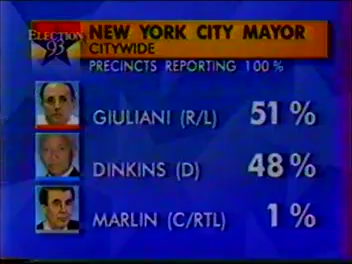 ELECTION 93
NEW YORK CITY MAYOR
CITYWIDE
PRECINCTS REPORTING 100%
GIULIANI (R/L) 51%
DINKINS (D) 48%
MARLIN (C/RTL) 1%